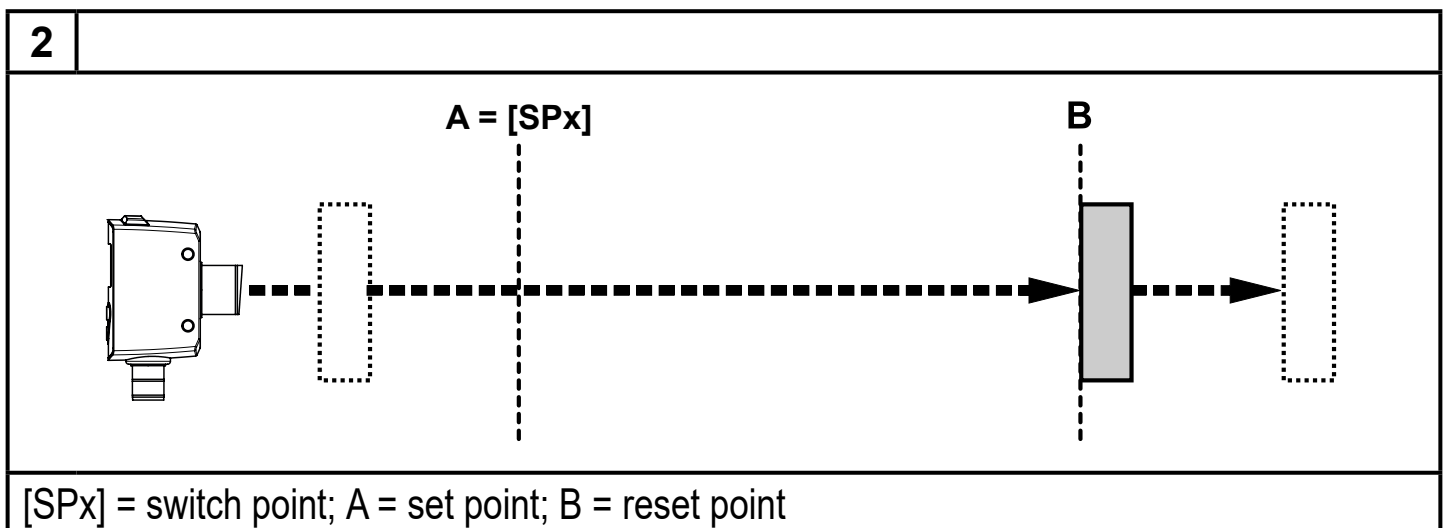 2
A = [SPx] B
[SPx] = switch point; A = set point; B = reset point